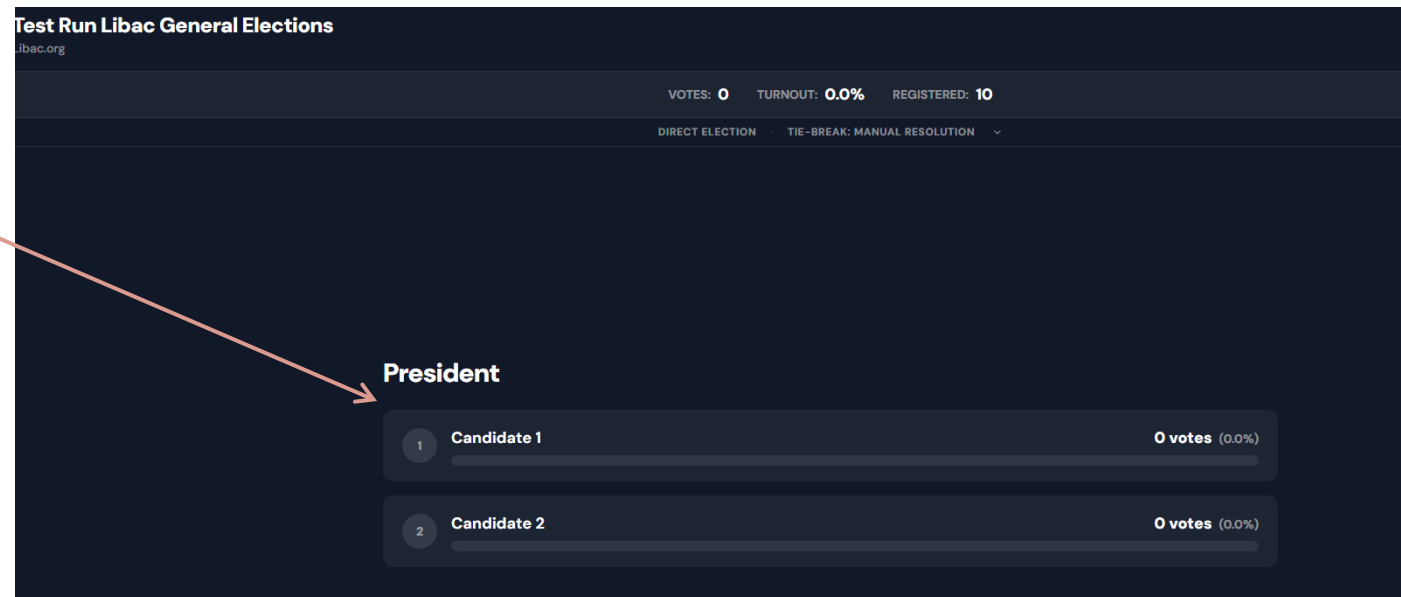 Test Run Libac General Elections
Libac.org
VOTES: 0 TURNOUT: 0.0% REGISTERED: 10
DIRECT ELECTION · TIE-BREAK: MANUAL RESOLUTION
President
1 Candidate 1 0 votes (0.0%)
2 Candidate 2 0 votes (0.0%)